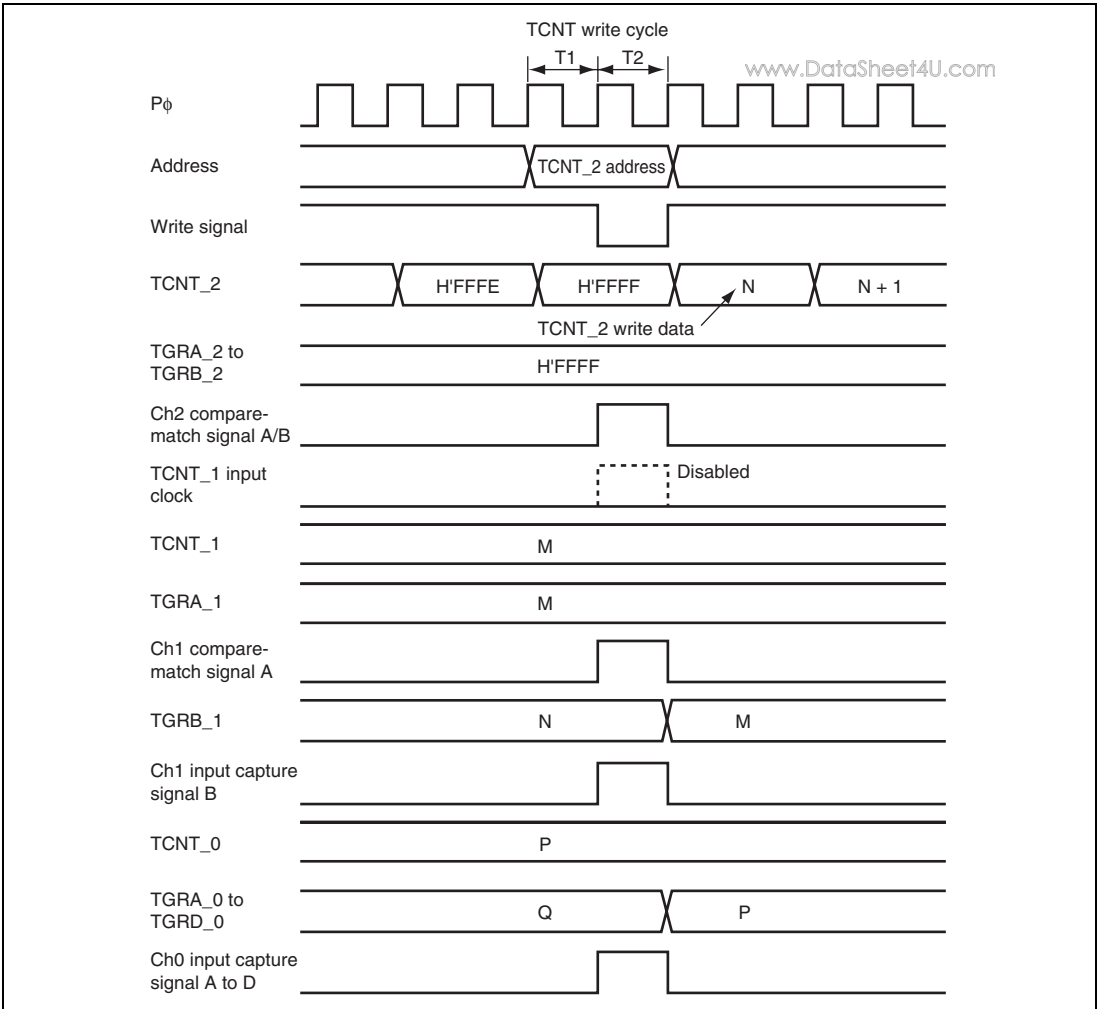 TCNT write cycle
T1 T2
www.DataSheet4U.com
Pϕ
Address
TCNT_2 address
Write signal
TCNT_2
H'FFFE
H'FFFF
N
N + 1
TCNT_2 write data
TGRA_2 to
TGRB_2
H'FFFF
Ch2 compare-
match signal A/B
TCNT_1 input
clock
Disabled
TCNT_1
M
TGRA_1
M
Ch1 compare-
match signal A
TGRB_1
N
M
Ch1 input capture
signal B
TCNT_0
P
TGRA_0 to
TGRD_0
Q
P
Ch0 input capture
signal A to D